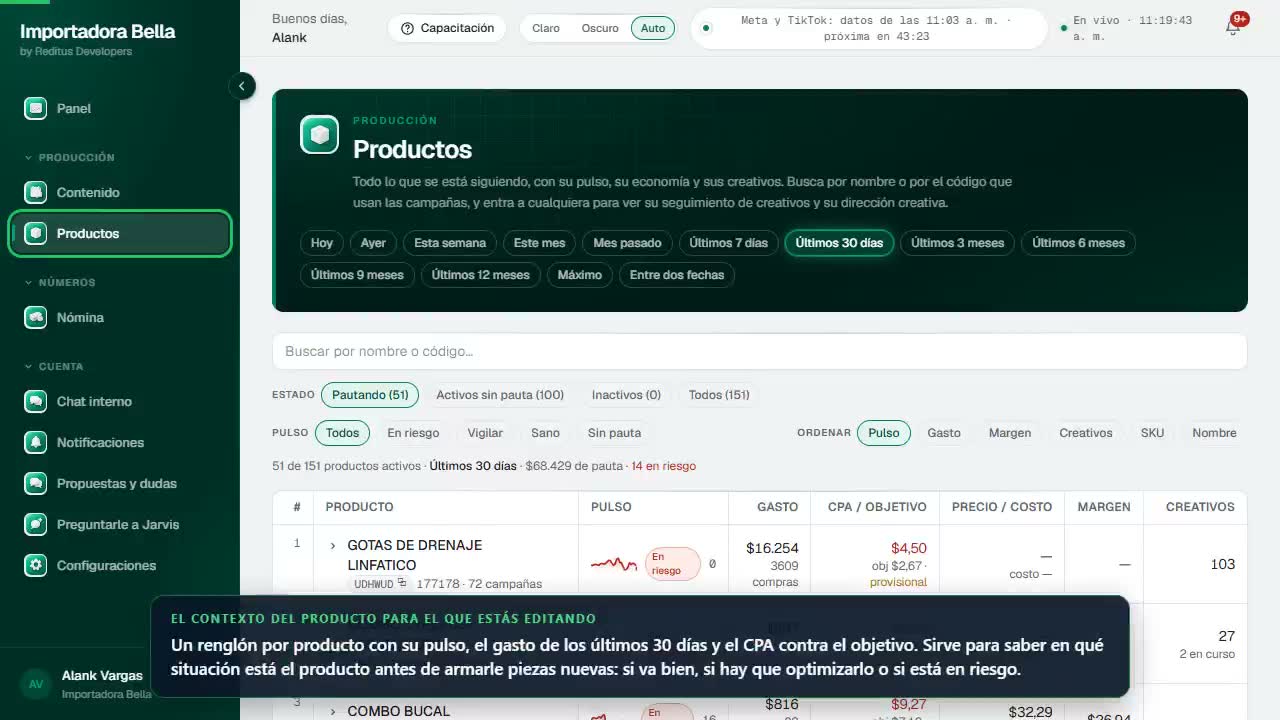 Importadora Bella
by Reditus Developers
Panel
PRODUCCIÓN
Contenido
Productos
NÚMEROS
Nómina
CUENTA
Chat interno
Notificaciones
Propuestas y dudas
Preguntarle a Jarvis
Configuraciones
AV
Alank Vargas
Importadora Bella
Buenos días,
Alank
Capacitación
Claro Oscuro Auto
Meta y TikTok: datos de las 11:03 a. m. ·
próxima en 43:23
En vivo · 11:19:43
a. m.
9+
PRODUCCIÓN
Productos
Todo lo que se está siguiendo, con su pulso, su economía y sus creativos. Busca por nombre o por el código que
usan las campañas, y entra a cualquiera para ver su seguimiento de creativos y su dirección creativa.
Hoy Ayer Esta semana Este mes Mes pasado Últimos 7 días Últimos 30 días Últimos 3 meses Últimos 6 meses
Últimos 9 meses Últimos 12 meses Máximo Entre dos fechas
Buscar por nombre o código...
ESTADO Pautando (51) Activos sin pauta (100) Inactivos (0) Todos (151)
PULSO Todos En riesgo Vigilar Sano Sin pauta ORDENAR Pulso Gasto Margen Creativos SKU Nombre
51 de 151 productos activos · Últimos 30 días · $68.429 de pauta · 14 en riesgo
# PRODUCTO PULSO GASTO CPA / OBJETIVO PRECIO / COSTO MARGEN CREATIVOS
1 GOTAS DE DRENAJE
LINFATICO
UDHWUD 177178 · 72 campañas
En
riesgo
0
$16.254
3609
compras
$4,50
obj $2,67 ·
provisional
—
costo —
—
103
27
2 en curso
EL CONTEXTO DEL PRODUCTO PARA EL QUE ESTÁS EDITANDO
Un renglón por producto con su pulso, el gasto de los últimos 30 días y el CPA contra el objetivo. Sirve para saber en qué
situación está el producto antes de armarle piezas nuevas: si va bien, si hay que optimizarlo o si está en riesgo.
3 COMBO BUCAL
En
$816
$9,27
$32,29